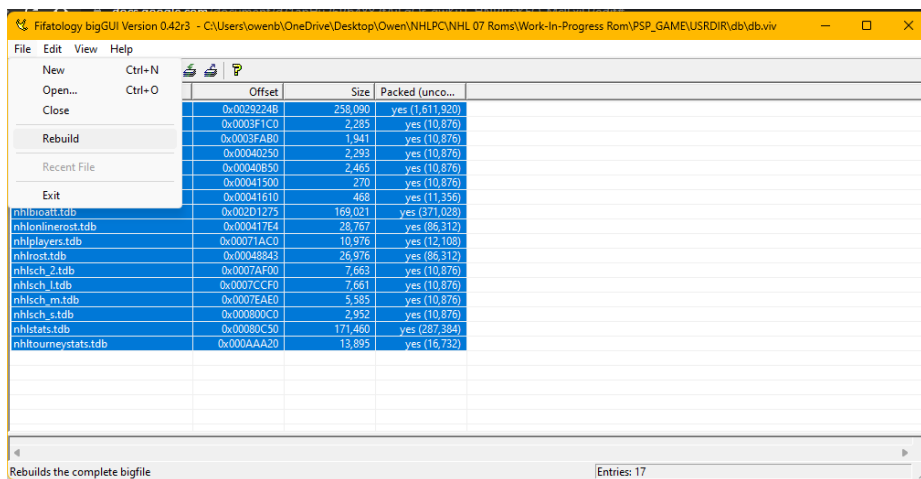 Fifatology bigGUI Version 0.42r3 - C:\Users\owenb\OneDrive\Desktop\Owen\NHLPC\NHL 07 Roms\Work-In-Progress Rom\PSP_GAME\USRDIR\db\db.viv
File Edit View Help
New Ctrl+N
Open... Ctrl+O
Close
Rebuild
Recent File
Exit
Offset Size Packed (unco...
0x0029224B 258,090 yes (1,611,920)
0x0003F1C0 2,285 yes (10,876)
0x0003FAB0 1,941 yes (10,876)
0x00040250 2,293 yes (10,876)
0x00040B50 2,465 yes (10,876)
0x00041500 270 yes (10,876)
0x00041610 468 yes (11,356)
nhlbioatt.tdb 0x002D1275 169,021 yes (371,028)
nhlonlinerost.tdb 0x000417E4 28,767 yes (86,312)
nhlplayers.tdb 0x00071AC0 10,976 yes (12,108)
nhlrost.tdb 0x00048843 26,976 yes (86,312)
nhlsch_2.tdb 0x0007AF00 7,663 yes (10,876)
nhlsch_l.tdb 0x0007CCF0 7,661 yes (10,876)
nhlsch_m.tdb 0x0007EAE0 5,585 yes (10,876)
nhlsch_s.tdb 0x000800C0 2,952 yes (10,876)
nhlstats.tdb 0x00080C50 171,460 yes (287,384)
nhltourneystats.tdb 0x000AAA20 13,895 yes (16,732)
Rebuilds the complete bigfile Entries: 17